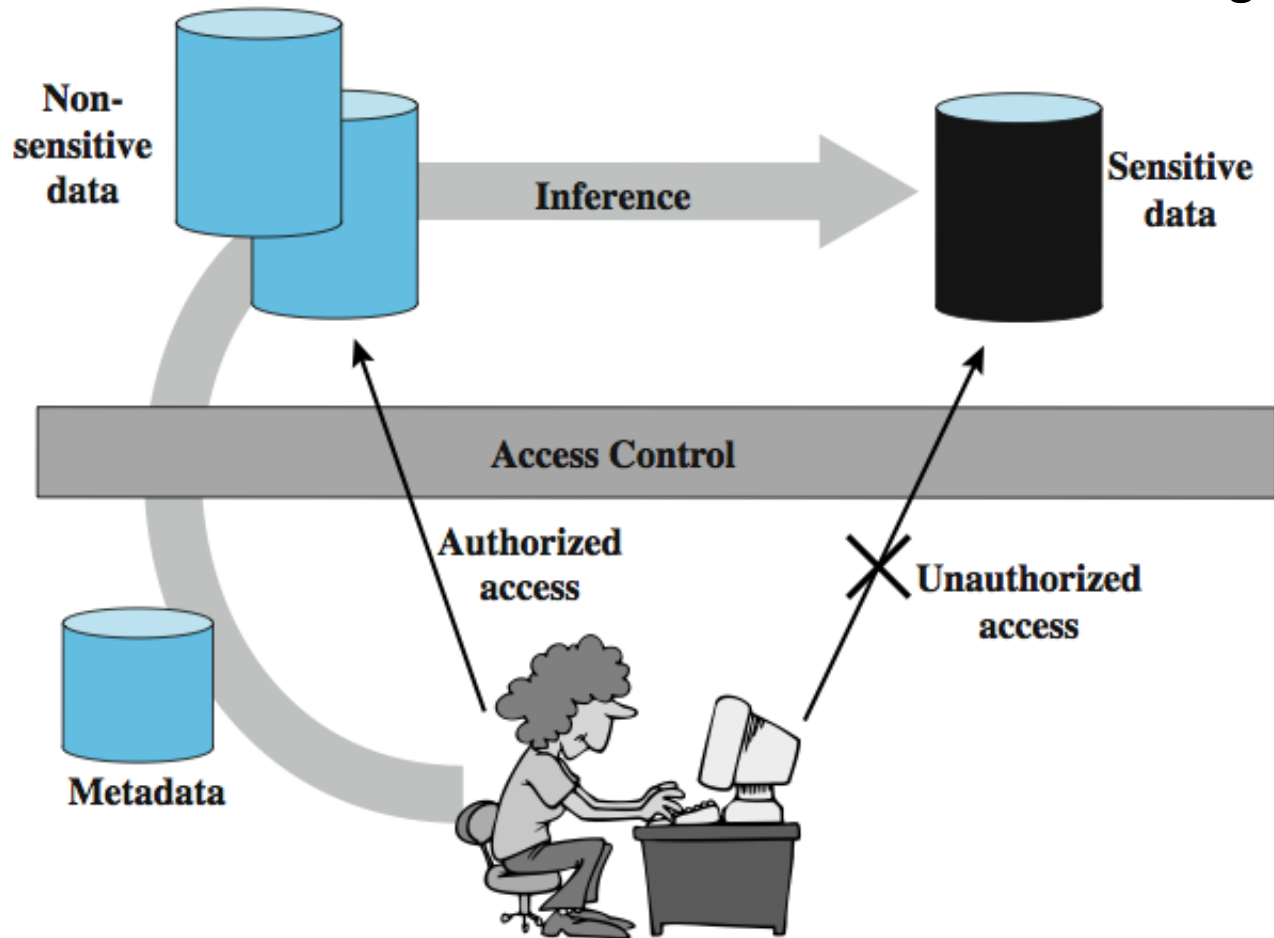 g
Non-
sensitive
data
Inference
Sensitive
data
Access Control
Authorized
access
Unauthorized
access
Metadata